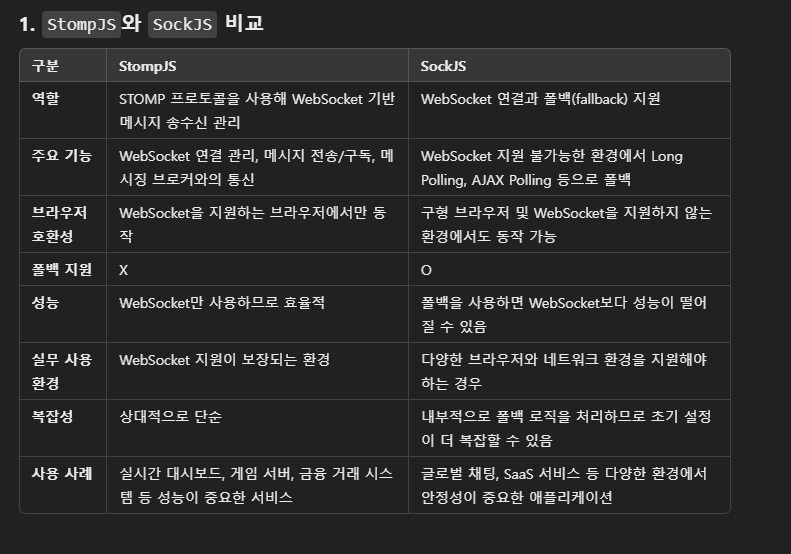 1. StompJS와 SockJS 비교
구분 StompJS SockJS
역할 STOMP 프로토콜을 사용해 WebSocket 기반 WebSocket 연결과 폴백(fallback) 지원
메시지 송수신 관리
주요 기능 WebSocket 연결 관리, 메시지 전송/구독, 메 WebSocket 지원 불가능한 환경에서 Long
시징 브로커와의 통신 Polling, AJAX Polling 등으로 폴백
브라우저 WebSocket을 지원하는 브라우저에서만 동 구형 브라우저 및 WebSocket을 지원하지 않는
호환성 작 환경에서도 동작 가능
폴백 지원 X O
성능 WebSocket만 사용하므로 효율적 폴백을 사용하면 WebSocket보다 성능이 떨어
질 수 있음
실무 사용 WebSocket 지원이 보장되는 환경 다양한 브라우저와 네트워크 환경을 지원해야
환경 하는 경우
복잡성 상대적으로 단순 내부적으로 폴백 로직을 처리하므로 초기 설정
이 더 복잡할 수 있음
사용 사례 실시간 대시보드, 게임 서버, 금융 거래 시스 글로벌 채팅, SaaS 서비스 등 다양한 환경에서
템 등 성능이 중요한 서비스 안정성이 중요한 애플리케이션